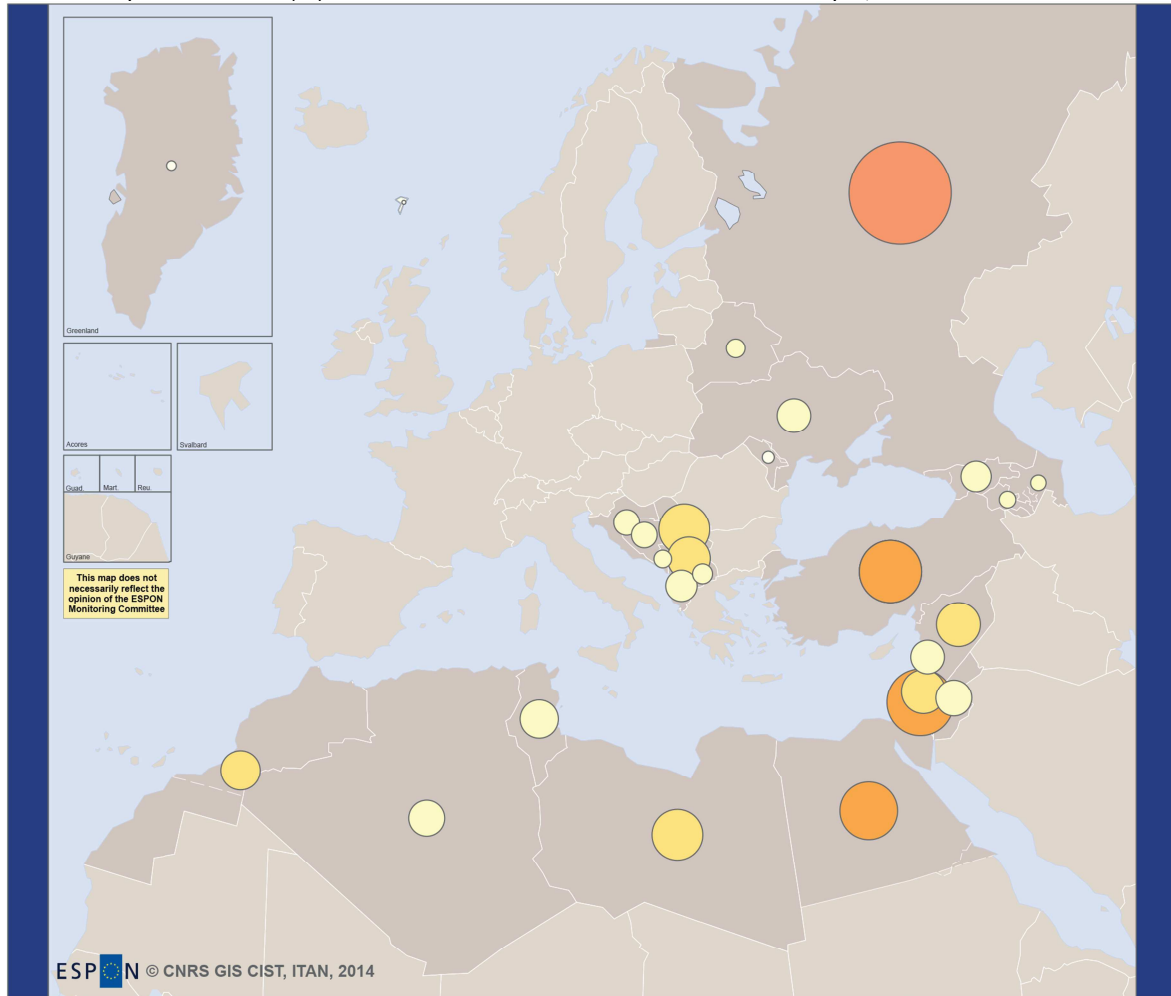 Greenland
Acores
Svalbard
Guad.
Mart.
Reu.
Guyane
This map does not
necessarily reflect the
opinion of the ESPON
Monitoring Committee
ESPON © CNRS GIS CIST, ITAN, 2014